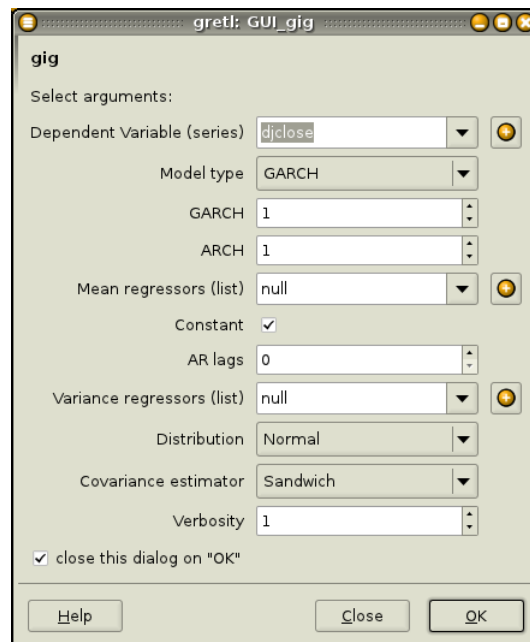 gretl: GUI_gig
gig
Select arguments:
Dependent Variable (series) djclose
Model type GARCH
GARCH 1
ARCH 1
Mean regressors (list) null
Constant
AR lags 0
Variance regressors (list) null
Distribution Normal
Covariance estimator Sandwich
Verbosity 1
close this dialog on "OK"
Help Close OK